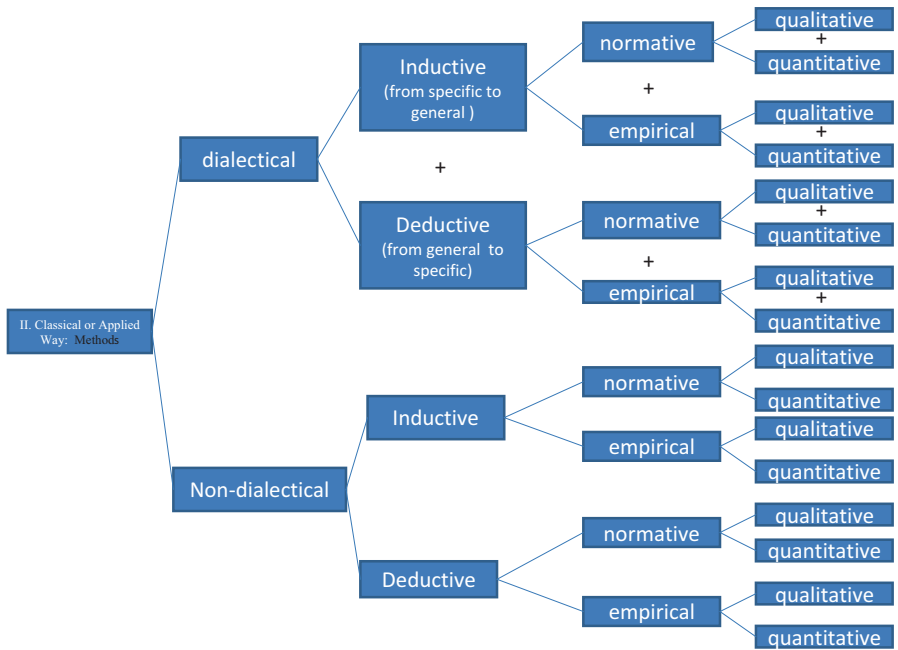 II. Classical or Applied
Way: Methods
dialectical
Inductive
(from specific to
general )
normative
qualitative
+
quantitative
+
empirical
qualitative
+
quantitative
+
Deductive
(from general to
specific)
normative
qualitative
+
quantitative
+
empirical
qualitative
+
quantitative
Non-dialectical
Inductive
normative
qualitative
quantitative
empirical
qualitative
quantitative
Deductive
normative
qualitative
quantitative
empirical
qualitative
quantitative